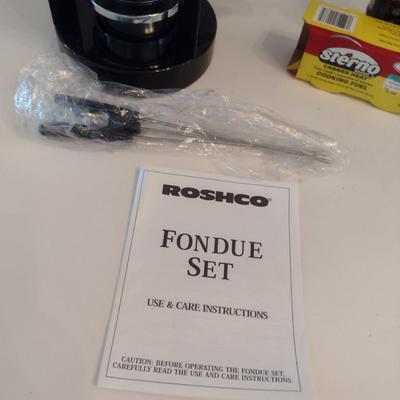 sterno
CANNED HEAT
COOKING FUEL
ROSHCO
FONDUE
SET
USE & CARE INSTRUCTIONS
CAUTION: BEFORE OPERATING THE FONDUE SET,
CAREFULLY READ THE USE AND CARE INSTRUCTIONS.